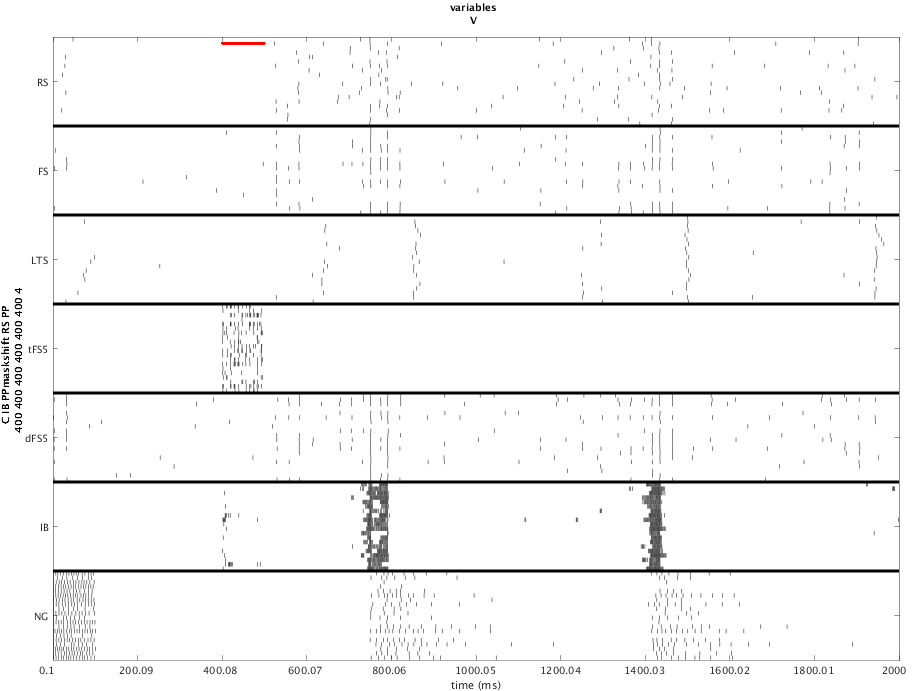 variables
V
RS
FS
LTS
tFS5
dFS5
IB
NG
C IB PPmaskshift RS PP
400 400 400 400 400 400 4
0.1 200.09 400.08 600.07 800.06 1000.05 1200.04 1400.03 1600.02 1800.01 2000
time (ms)